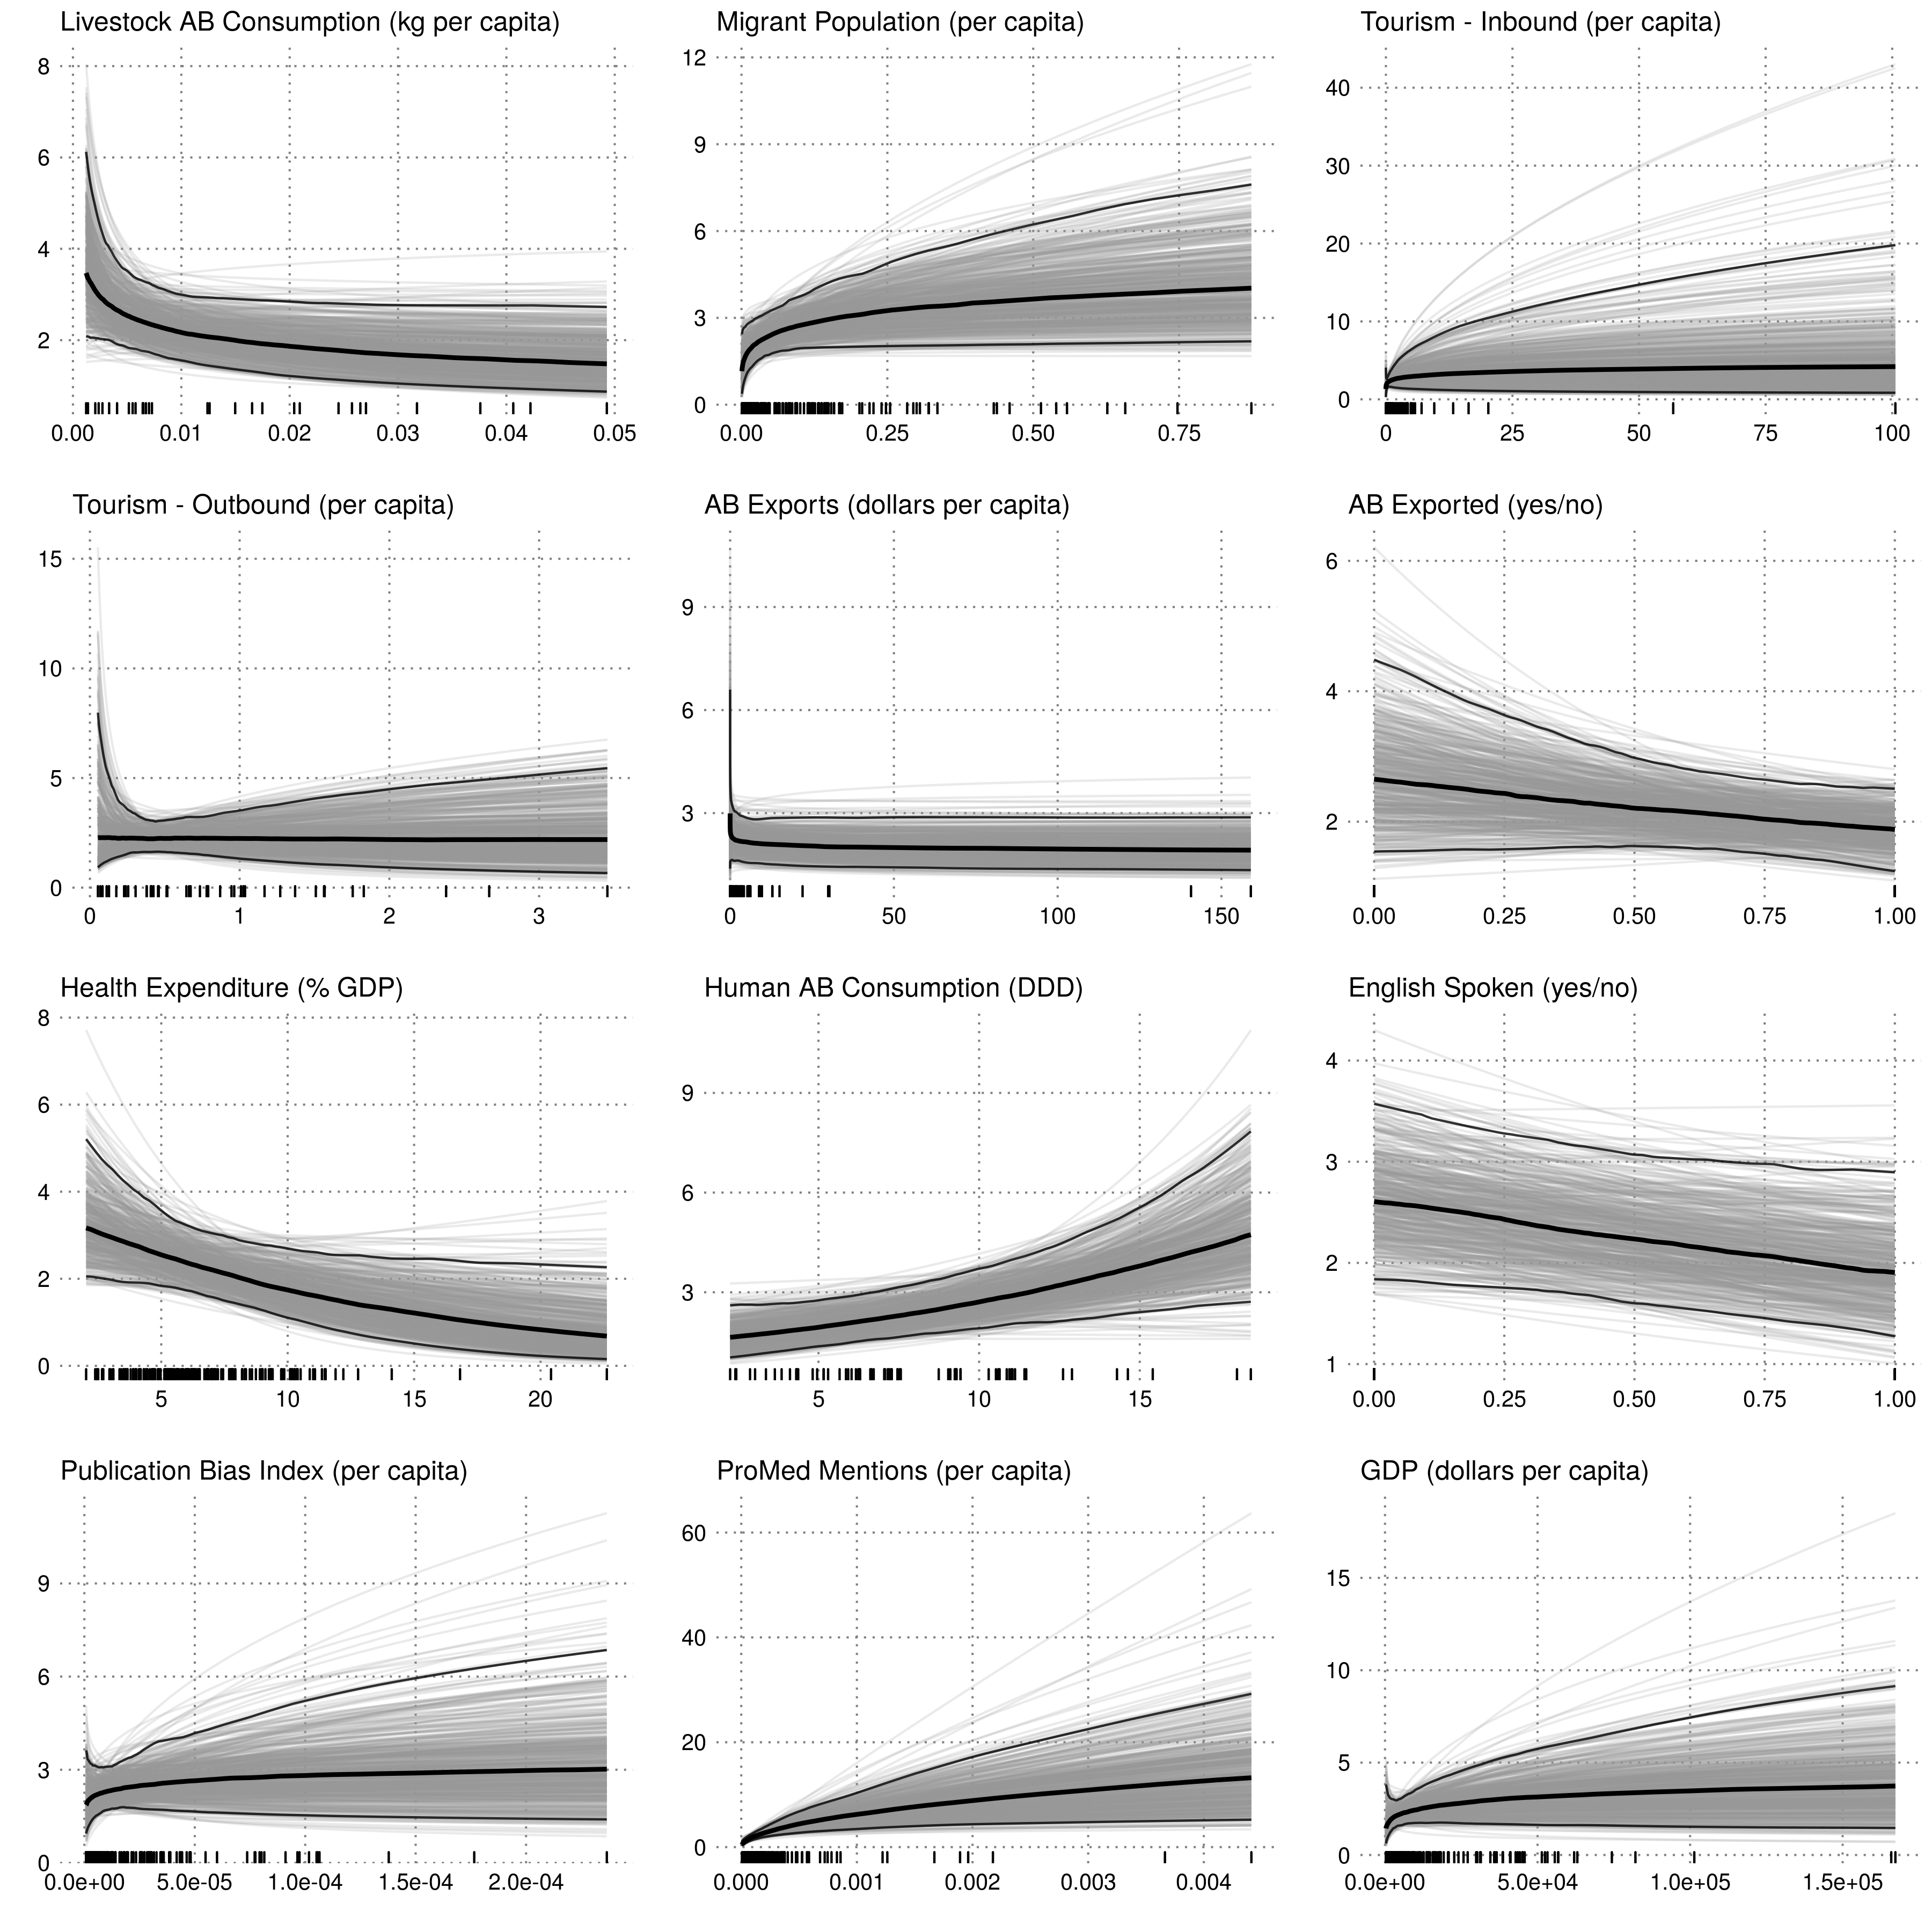 Livestock AB Consumption (kg per capita)
8
6
4
2
0.00 0.01 0.02 0.03 0.04 0.05
Migrant Population (per capita)
12
9
6
3
0
0.00 0.25 0.50 0.75
Tourism - Inbound (per capita)
40
30
20
10
0
0 25 50 75 100
Tourism - Outbound (per capita)
15
10
5
0
0 1 2 3
AB Exports (dollars per capita)
9
6
3
0 50 100 150
AB Exported (yes/no)
6
4
2
0.00 0.25 0.50 0.75 1.00
Health Expenditure (% GDP)
8
6
4
2
0
5 10 15 20
Human AB Consumption (DDD)
9
6
3
5 10 15
English Spoken (yes/no)
4
3
2
1
0.00 0.25 0.50 0.75 1.00
Publication Bias Index (per capita)
9
6
3
0
0.0e+00 5.0e-05 1.0e-04 1.5e-04 2.0e-04
ProMed Mentions (per capita)
60
40
20
0
0.000 0.001 0.002 0.003 0.004
GDP (dollars per capita)
15
10
5
0
0.0e+00 5.0e+04 1.0e+05 1.5e+05